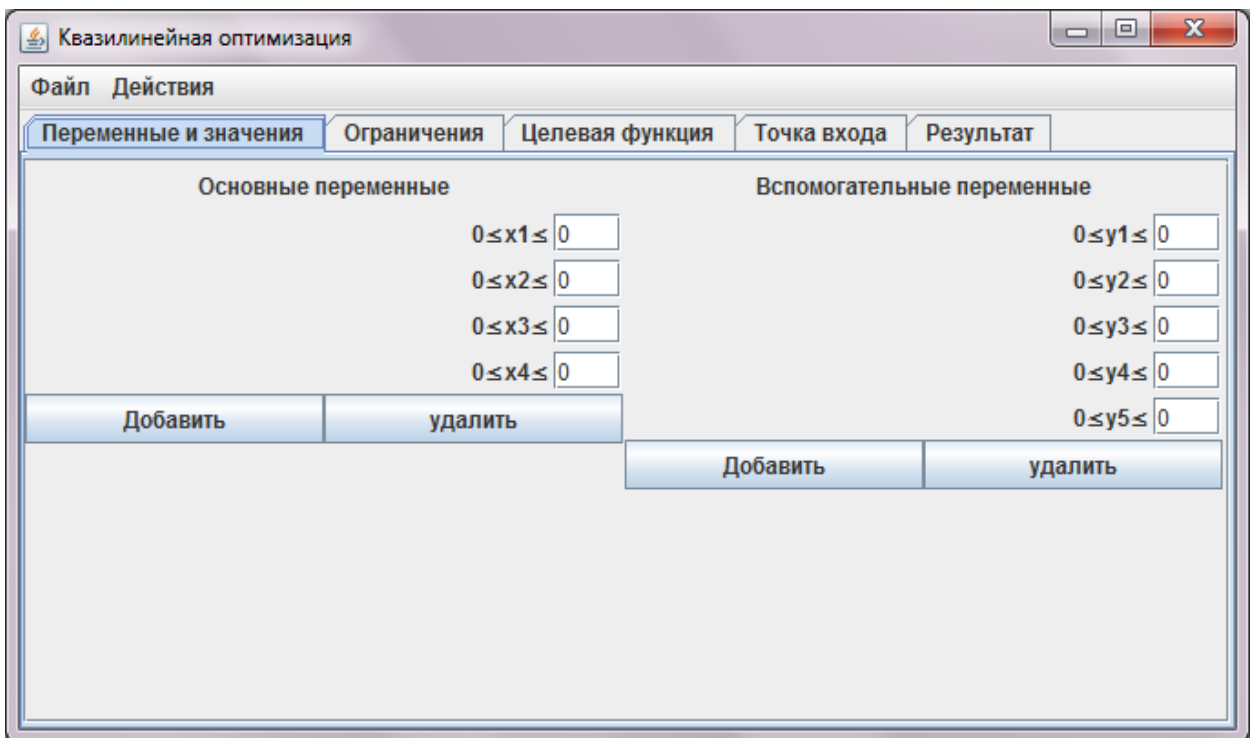 Квазилинейная оптимизация
Файл Действия
Переменные и значения Ограничения Целевая функция Точка входа Результат
Основные переменные
0≤x1≤ 0
0≤x2≤ 0
0≤x3≤ 0
0≤x4≤ 0
Добавить удалить
Вспомогательные переменные
0≤y1≤ 0
0≤y2≤ 0
0≤y3≤ 0
0≤y4≤ 0
0≤y5≤ 0
Добавить удалить